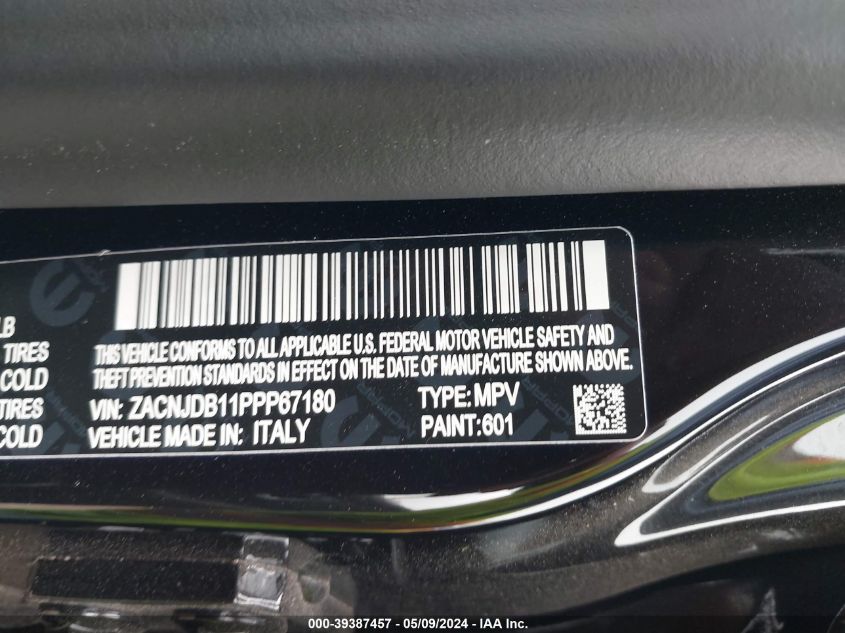 LB
TIRES
COLD
TIRES
COLD
THIS VEHICLE CONFORMS TO ALL APPLICABLE U.S. FEDERAL MOTOR VEHICLE SAFETY AND
THEFT PREVENTION STANDARDS IN EFFECT ON THE DATE OF MANUFACTURE SHOWN ABOVE.
VIN: ZACNJDB11PPP67180 TYPE: MPV
VEHICLE MADE IN: ITALY PAINT: 601
000-39387457 - 05/09/2024 - IAA Inc.